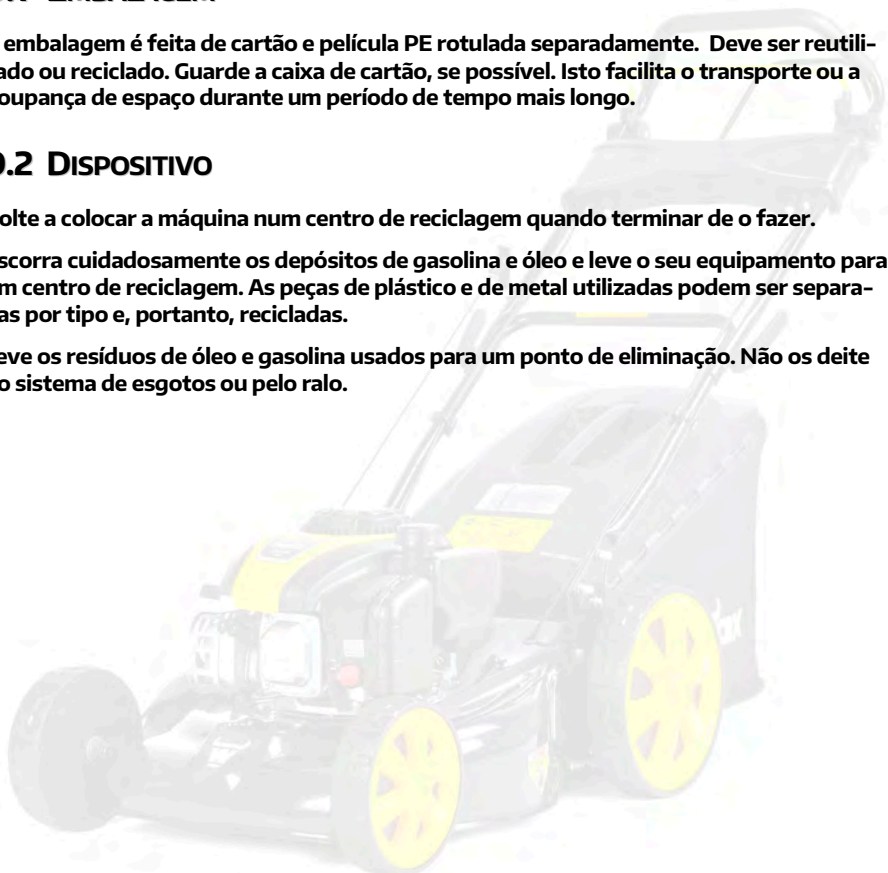 embalagem é feita de cartão e película PE rotulada separadamente.  Deve ser reutili-
ado ou reciclado. Guarde a caixa de cartão, se possível. Isto facilita o transporte ou a
oupança de espaço durante um período de tempo mais longo.
.2 Dispositivo
olte a colocar a máquina num centro de reciclagem quando terminar de o fazer.
scorra cuidadosamente os depósitos de gasolina e óleo e leve o seu equipamento para
m centro de reciclagem. As peças de plástico e de metal utilizadas podem ser separa-
as por tipo e, portanto, recicladas.
eve os resíduos de óleo e gasolina usados para um ponto de eliminação. Não os deite
o sistema de esgotos ou pelo ralo.